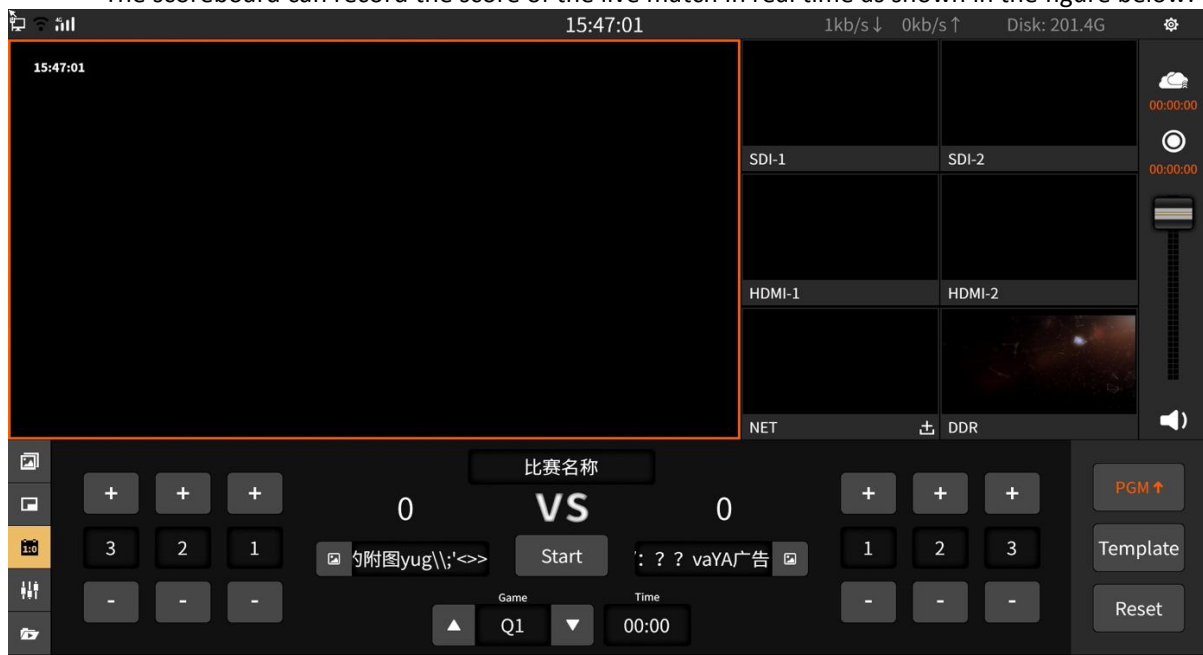 The scoreboard can record the score of the live match in real time as shown in the figure below:
15:47:01
1kb/s↓ 0kb/s↑ Disk: 201.4G
15:47:01
00:00:00
00:00:00
SDI-1
SDI-2
HDMI-1
HDMI-2
NET
DDR
比赛名称
+ + +
0 VS 0
+ + +
PGM↑
3 2 1
附图yug\\;'<>>
Start
: ? ? vaYA广告
1 2 3
Template
1:0
- - -
Game
Time
- - -
Q1
00:00
Reset